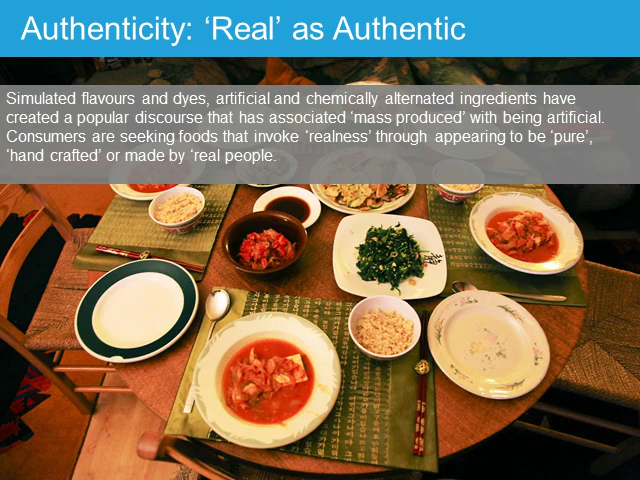 Authenticity: ‘Real’ as Authentic
Simulated flavours and dyes, artificial and chemically alternated ingredients have
created a popular discourse that has associated ‘mass produced’ with being artificial.
Consumers are seeking foods that invoke ‘realness’ through appearing to be ‘pure’,
‘hand crafted’ or made by ‘real people.